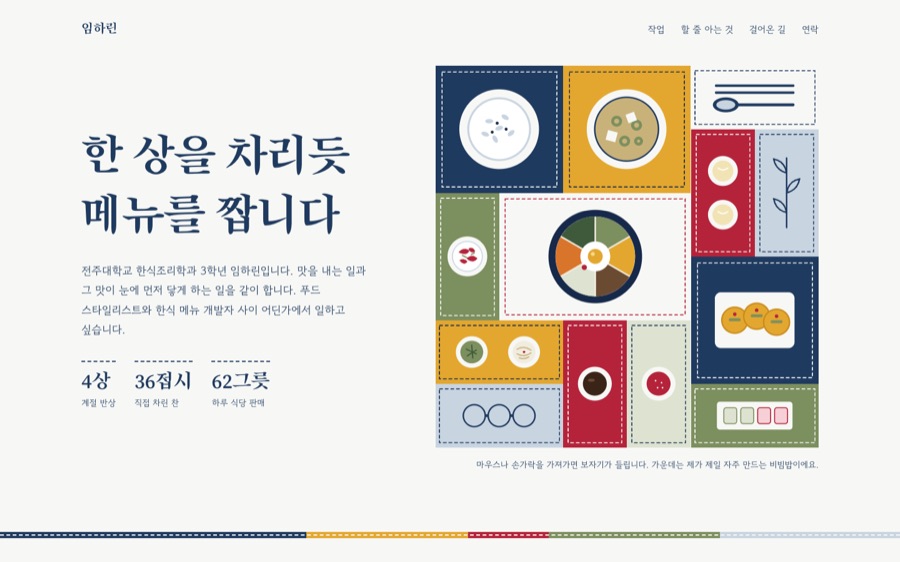 임하린
작업 할 줄 아는 것 걸어온 길 연락
한 상을 차리듯
메뉴를 짭니다
전주대학교 한식조리학과 3학년 임하린입니다. 맛을 내는 일과
그 맛이 눈에 먼저 닿게 하는 일을 같이 합니다. 푸드
스타일리스트와 한식 메뉴 개발자 사이 어딘가에서 일하고
싶습니다.
4상 36접시 62그릇
계절 반상 직접 차린 찬 하루 식당 판매
마우스나 손가락을 가져가면 보자기가 들립니다. 가운데는 제가 제일 자주 만드는 비빔밥이에요.